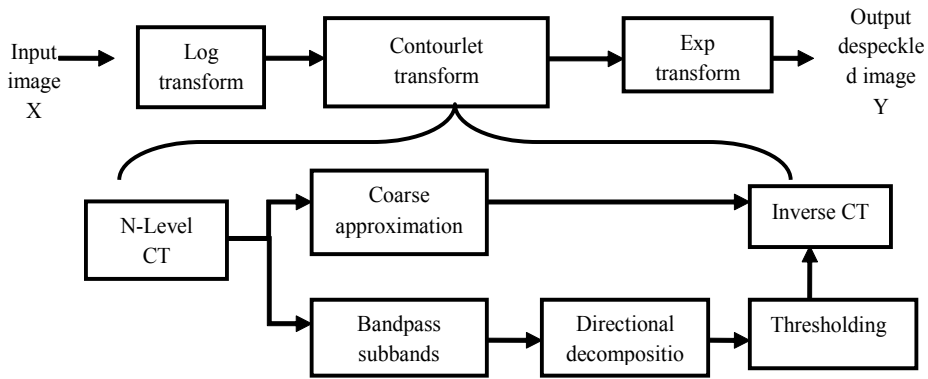 Input
image
X
Log
transform
Contourlet
transform
Exp
transform
Output
despeckle
d image
Y
N-Level
CT
Coarse
approximation
Inverse CT
Bandpass
subbands
Directional
decompositio
Thresholding